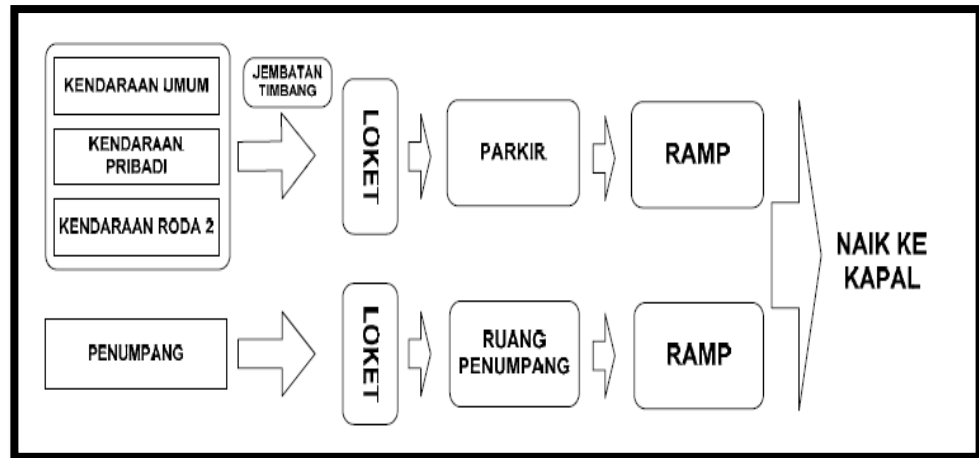 KENDARAAN UMUM
KENDARAAN
PRIBADI
KENDARAAN RODA 2
JEMBATAN
TIMBANG
LOKET
PARKIR
RAMP
PENUMPANG
LOKET
RUANG
PENUMPANG
RAMP
NAIK KE
KAPAL